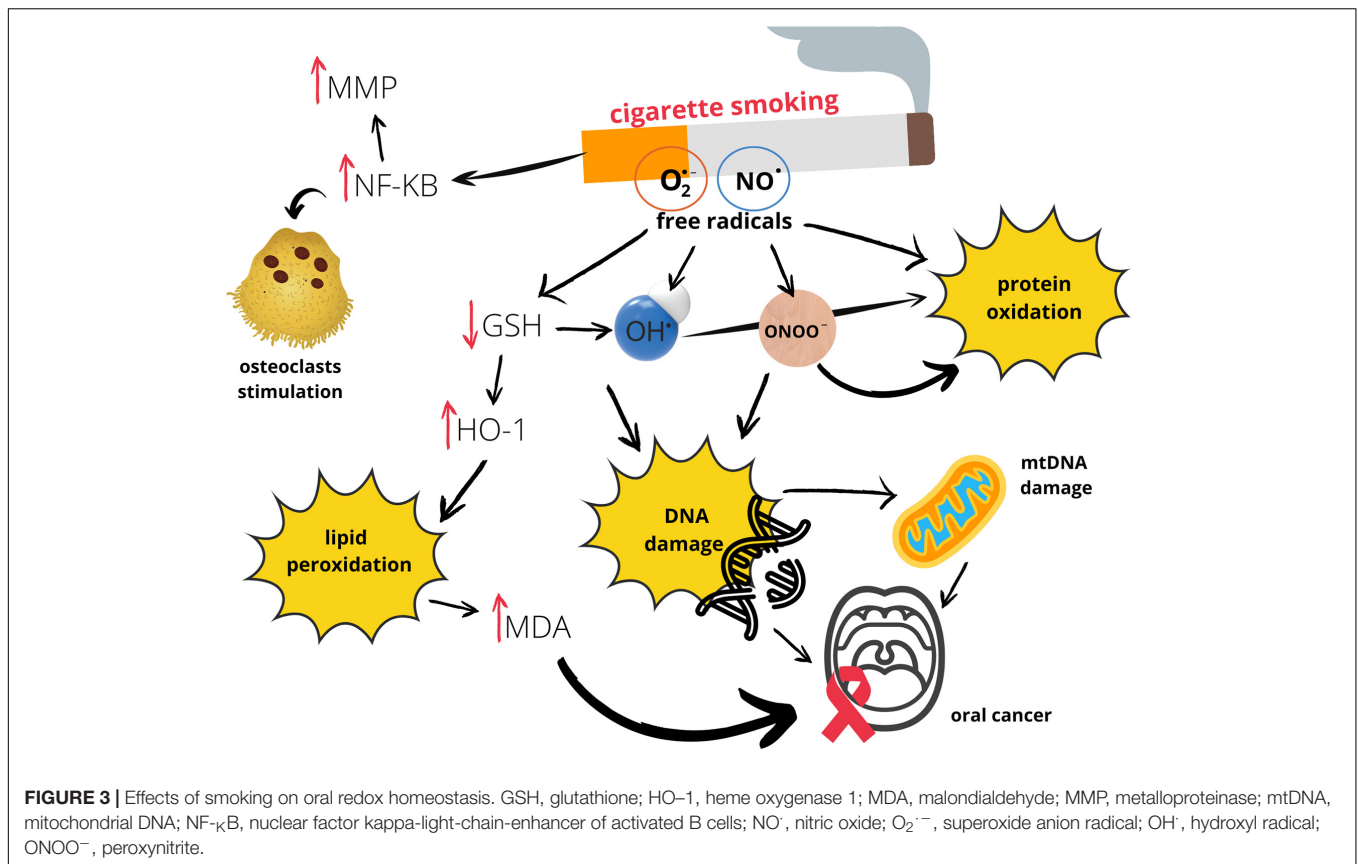 ↑MMP
cigarette smoking
↑NF-KB
O₂•−
NO•
free radicals
protein
oxidation
↓GSH
OH•
ONOO⁻
osteoclasts
stimulation
↑HO-1
mtDNA
damage
DNA
damage
lipid
peroxidation
↑MDA
oral cancer
FIGURE 3 | Effects of smoking on oral redox homeostasis. GSH, glutathione; HO–1, heme oxygenase 1; MDA, malondialdehyde; MMP, metalloproteinase; mtDNA,
mitochondrial DNA; NF-κB, nuclear factor kappa-light-chain-enhancer of activated B cells; NO·, nitric oxide; O₂·−, superoxide anion radical; OH·, hydroxyl radical;
ONOO−, peroxynitrite.